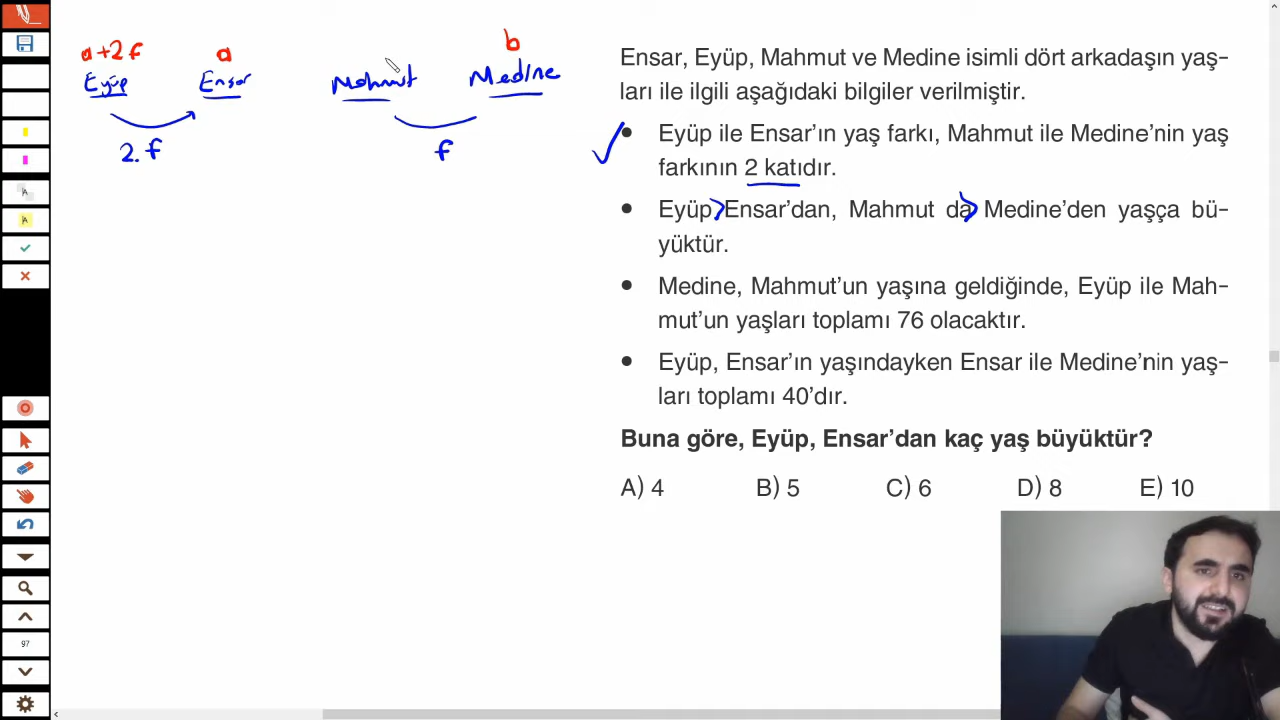 a+2f
a
b
Eyüp
Ensar
Mahmut
Medine
2.f
f
Ensar, Eyüp, Mahmut ve Medine isimli dört arkadaşın yaş-
ları ile ilgili aşağıdaki bilgiler verilmiştir.
• Eyüp ile Ensar'ın yaş farkı, Mahmut ile Medine'nin yaş
farkının 2 katıdır.
• Eyüp > Ensar'dan, Mahmut da > Medine'den yaşça bü-
yüktür.
• Medine, Mahmut'un yaşına geldiğinde, Eyüp ile Mah-
mut'un yaşları toplamı 76 olacaktır.
• Eyüp, Ensar'ın yaşındayken Ensar ile Medine'nin yaş-
ları toplamı 40'dır.
Buna göre, Eyüp, Ensar'dan kaç yaş büyüktür?
A) 4 B) 5 C) 6 D) 8 E) 10
A
A
97